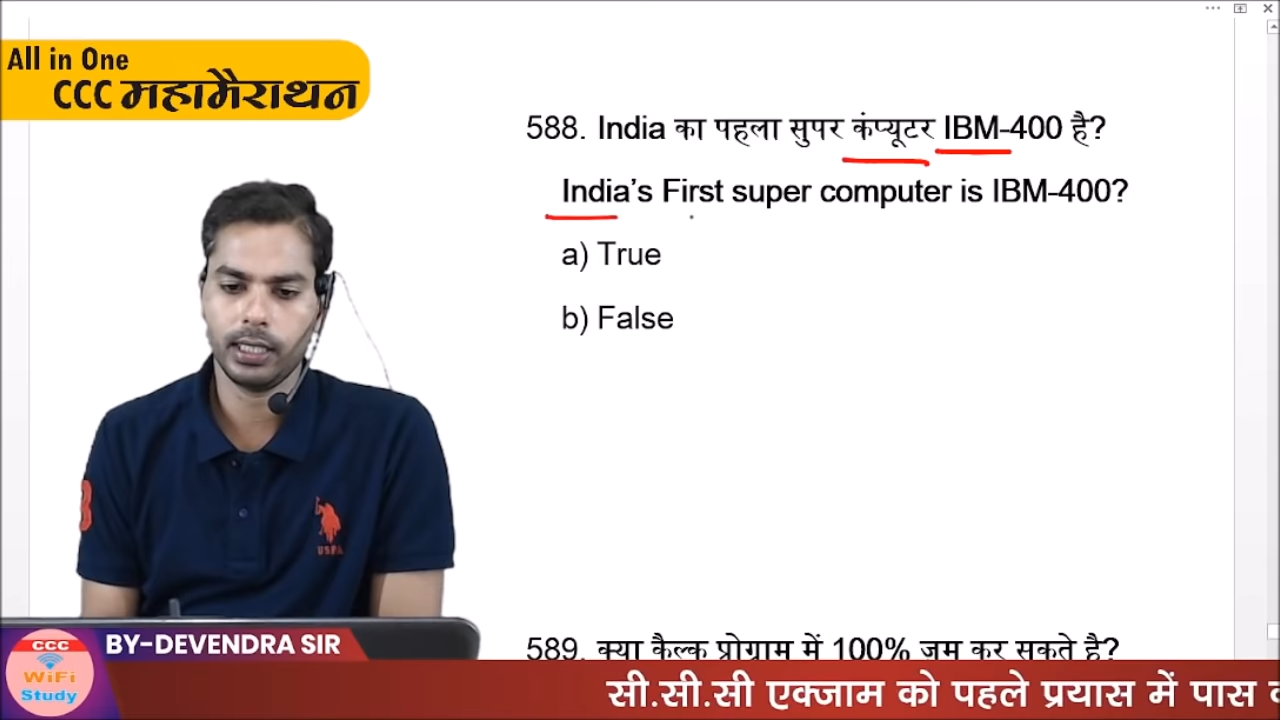 All in One
CCC महामैराथन
588. India का पहला सुपर कंप्यूटर IBM-400 है?
India's First super computer is IBM-400?
a) True
b) False
USPA
BY-DEVENDRA SIR
589. क्या कैल्क प्रोग्राम में 100% जूम कर सकते है?
CCC
WiFi
Study
सी.सी.सी एक्जाम को पहले प्रयास में पास